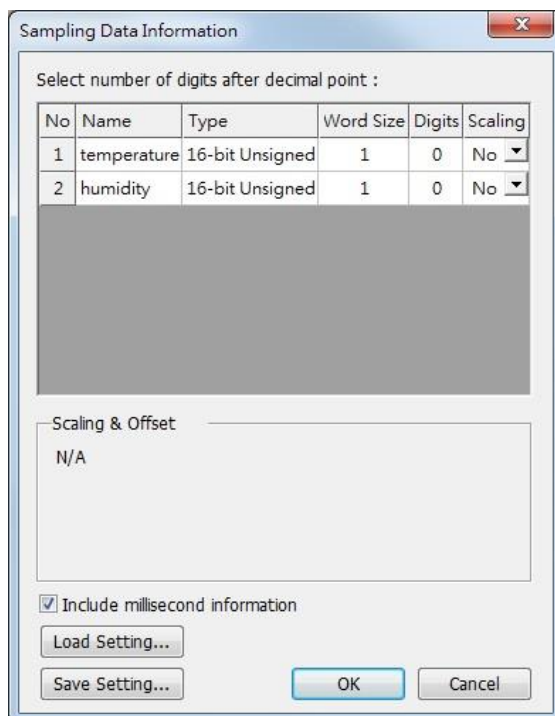 Sampling Data Information
Select number of digits after decimal point :
No Name Type Word Size Digits Scaling
1 temperature 16-bit Unsigned 1 0 No
2 humidity 16-bit Unsigned 1 0 No
Scaling & Offset
N/A
Include millisecond information
Load Setting...
Save Setting... OK Cancel